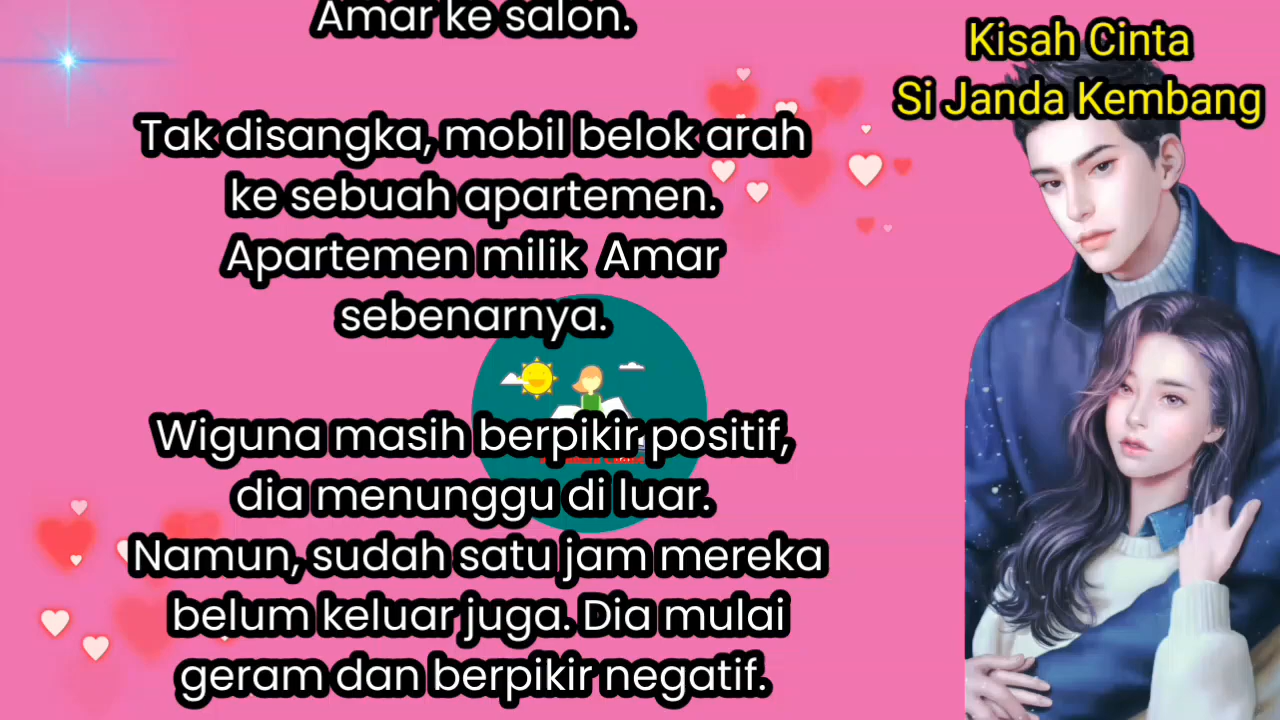 Amar ke salon.
Tak disangka, mobil belok arah
ke sebuah apartemen.
Apartemen milik Amar
sebenarnya.
Wiguna masih berpikir positif,
dia menunggu di luar.
Namun, sudah satu jam mereka
belum keluar juga. Dia mulai
geram dan berpikir negatif.
Kisah Cinta
Si Janda Kembang